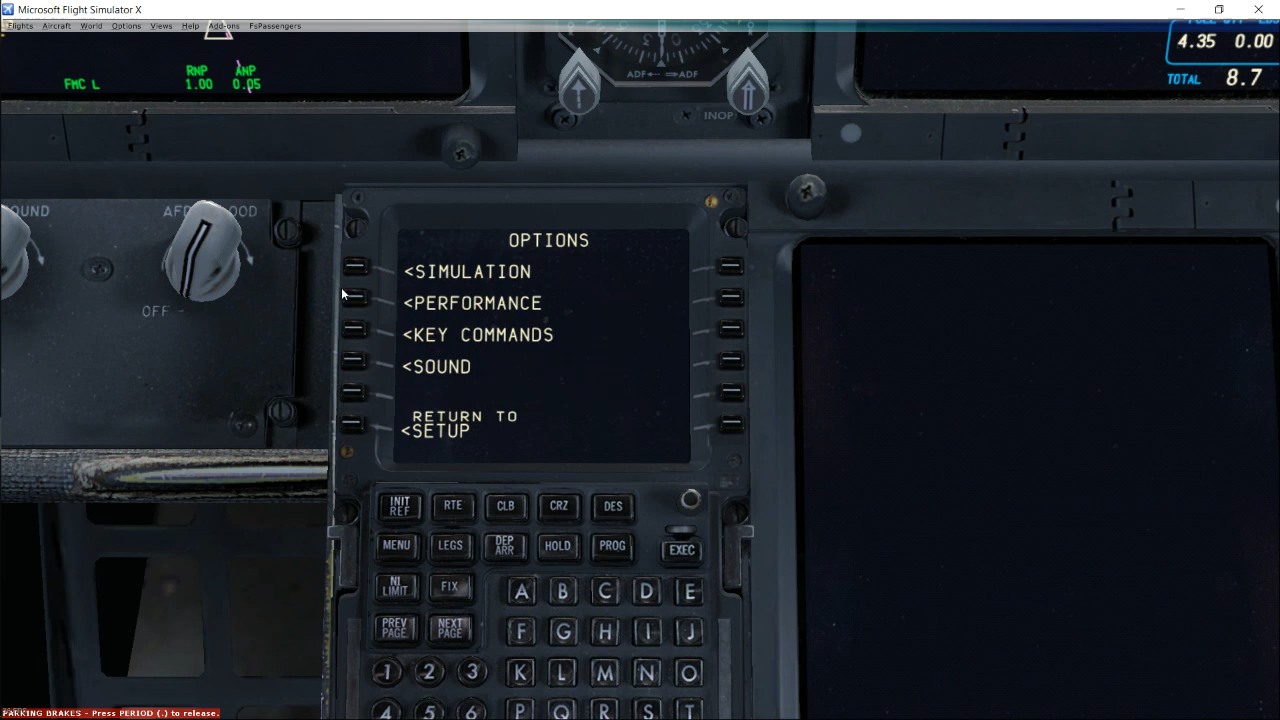 Microsoft Flight Simulator X
Flights Aircraft World Options Views Help Add-ons FsPassengers
4.35 0.00
TOTAL 8.7
FMC L
RNP ANP
1.00 0.05
ADF ADF
INOP
OUND
OFF
OPTIONS
<SIMULATION
<PERFORMANCE
<KEY COMMANDS
<SOUND
RETURN TO
<SETUP
INIT REF RTE CLB CRZ DES
MENU LEGS DEP ARR HOLD PROG EXEC
N1 LIMIT FIX
PREV PAGE NEXT PAGE
A B C D E
F G H I J
1 2 3 K L M N O
4 5 6 P Q R S T
PARKING BRAKES - Press PERIOD (.) to release.